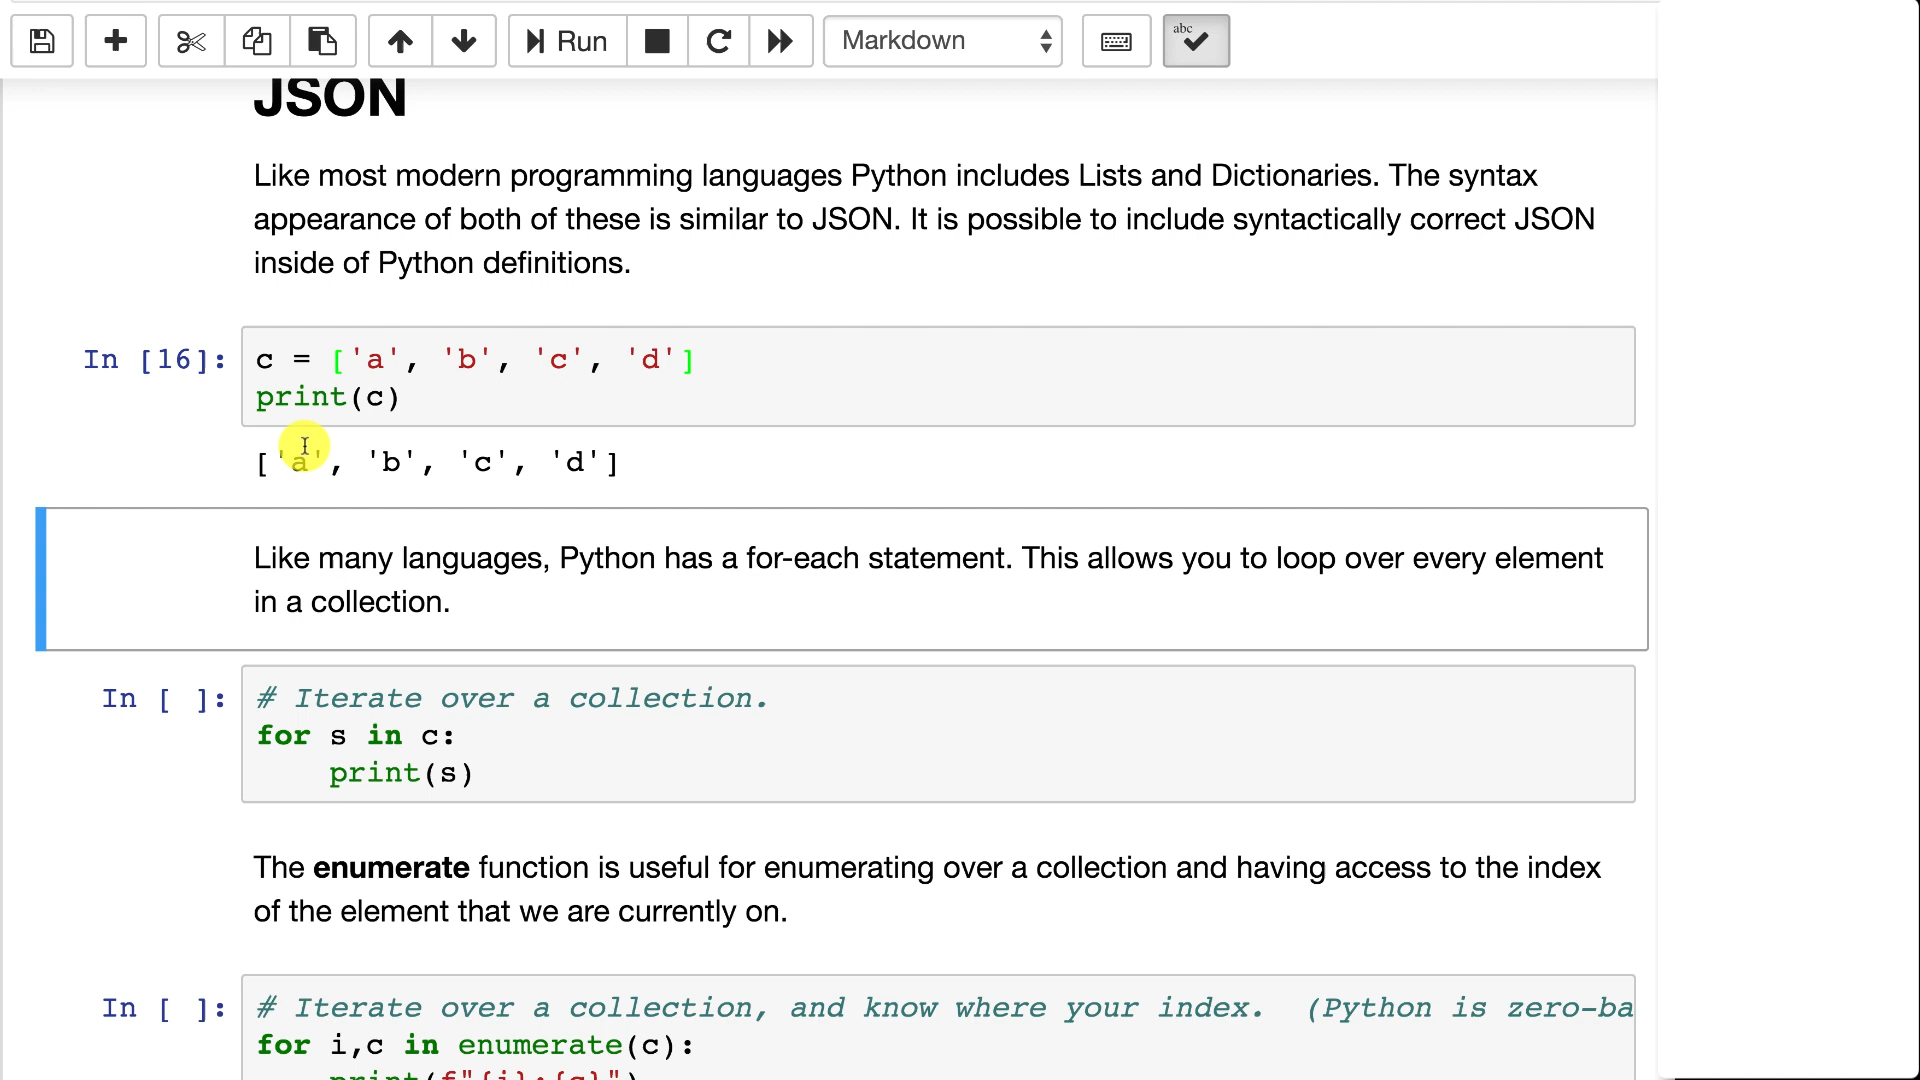 Run
Markdown
abc
JSON
Like most modern programming languages Python includes Lists and Dictionaries. The syntax
appearance of both of these is similar to JSON. It is possible to include syntactically correct JSON
inside of Python definitions.
In [16]: c = ['a', 'b', 'c', 'd']
print(c)
['a', 'b', 'c', 'd']
Like many languages, Python has a for-each statement. This allows you to loop over every element
in a collection.
In [ ]: # Iterate over a collection.
for s in c:
    print(s)
The enumerate function is useful for enumerating over a collection and having access to the index
of the element that we are currently on.
In [ ]: # Iterate over a collection, and know where your index.  (Python is zero-ba
for i,c in enumerate(c):
    print(f"{i}:{c}")